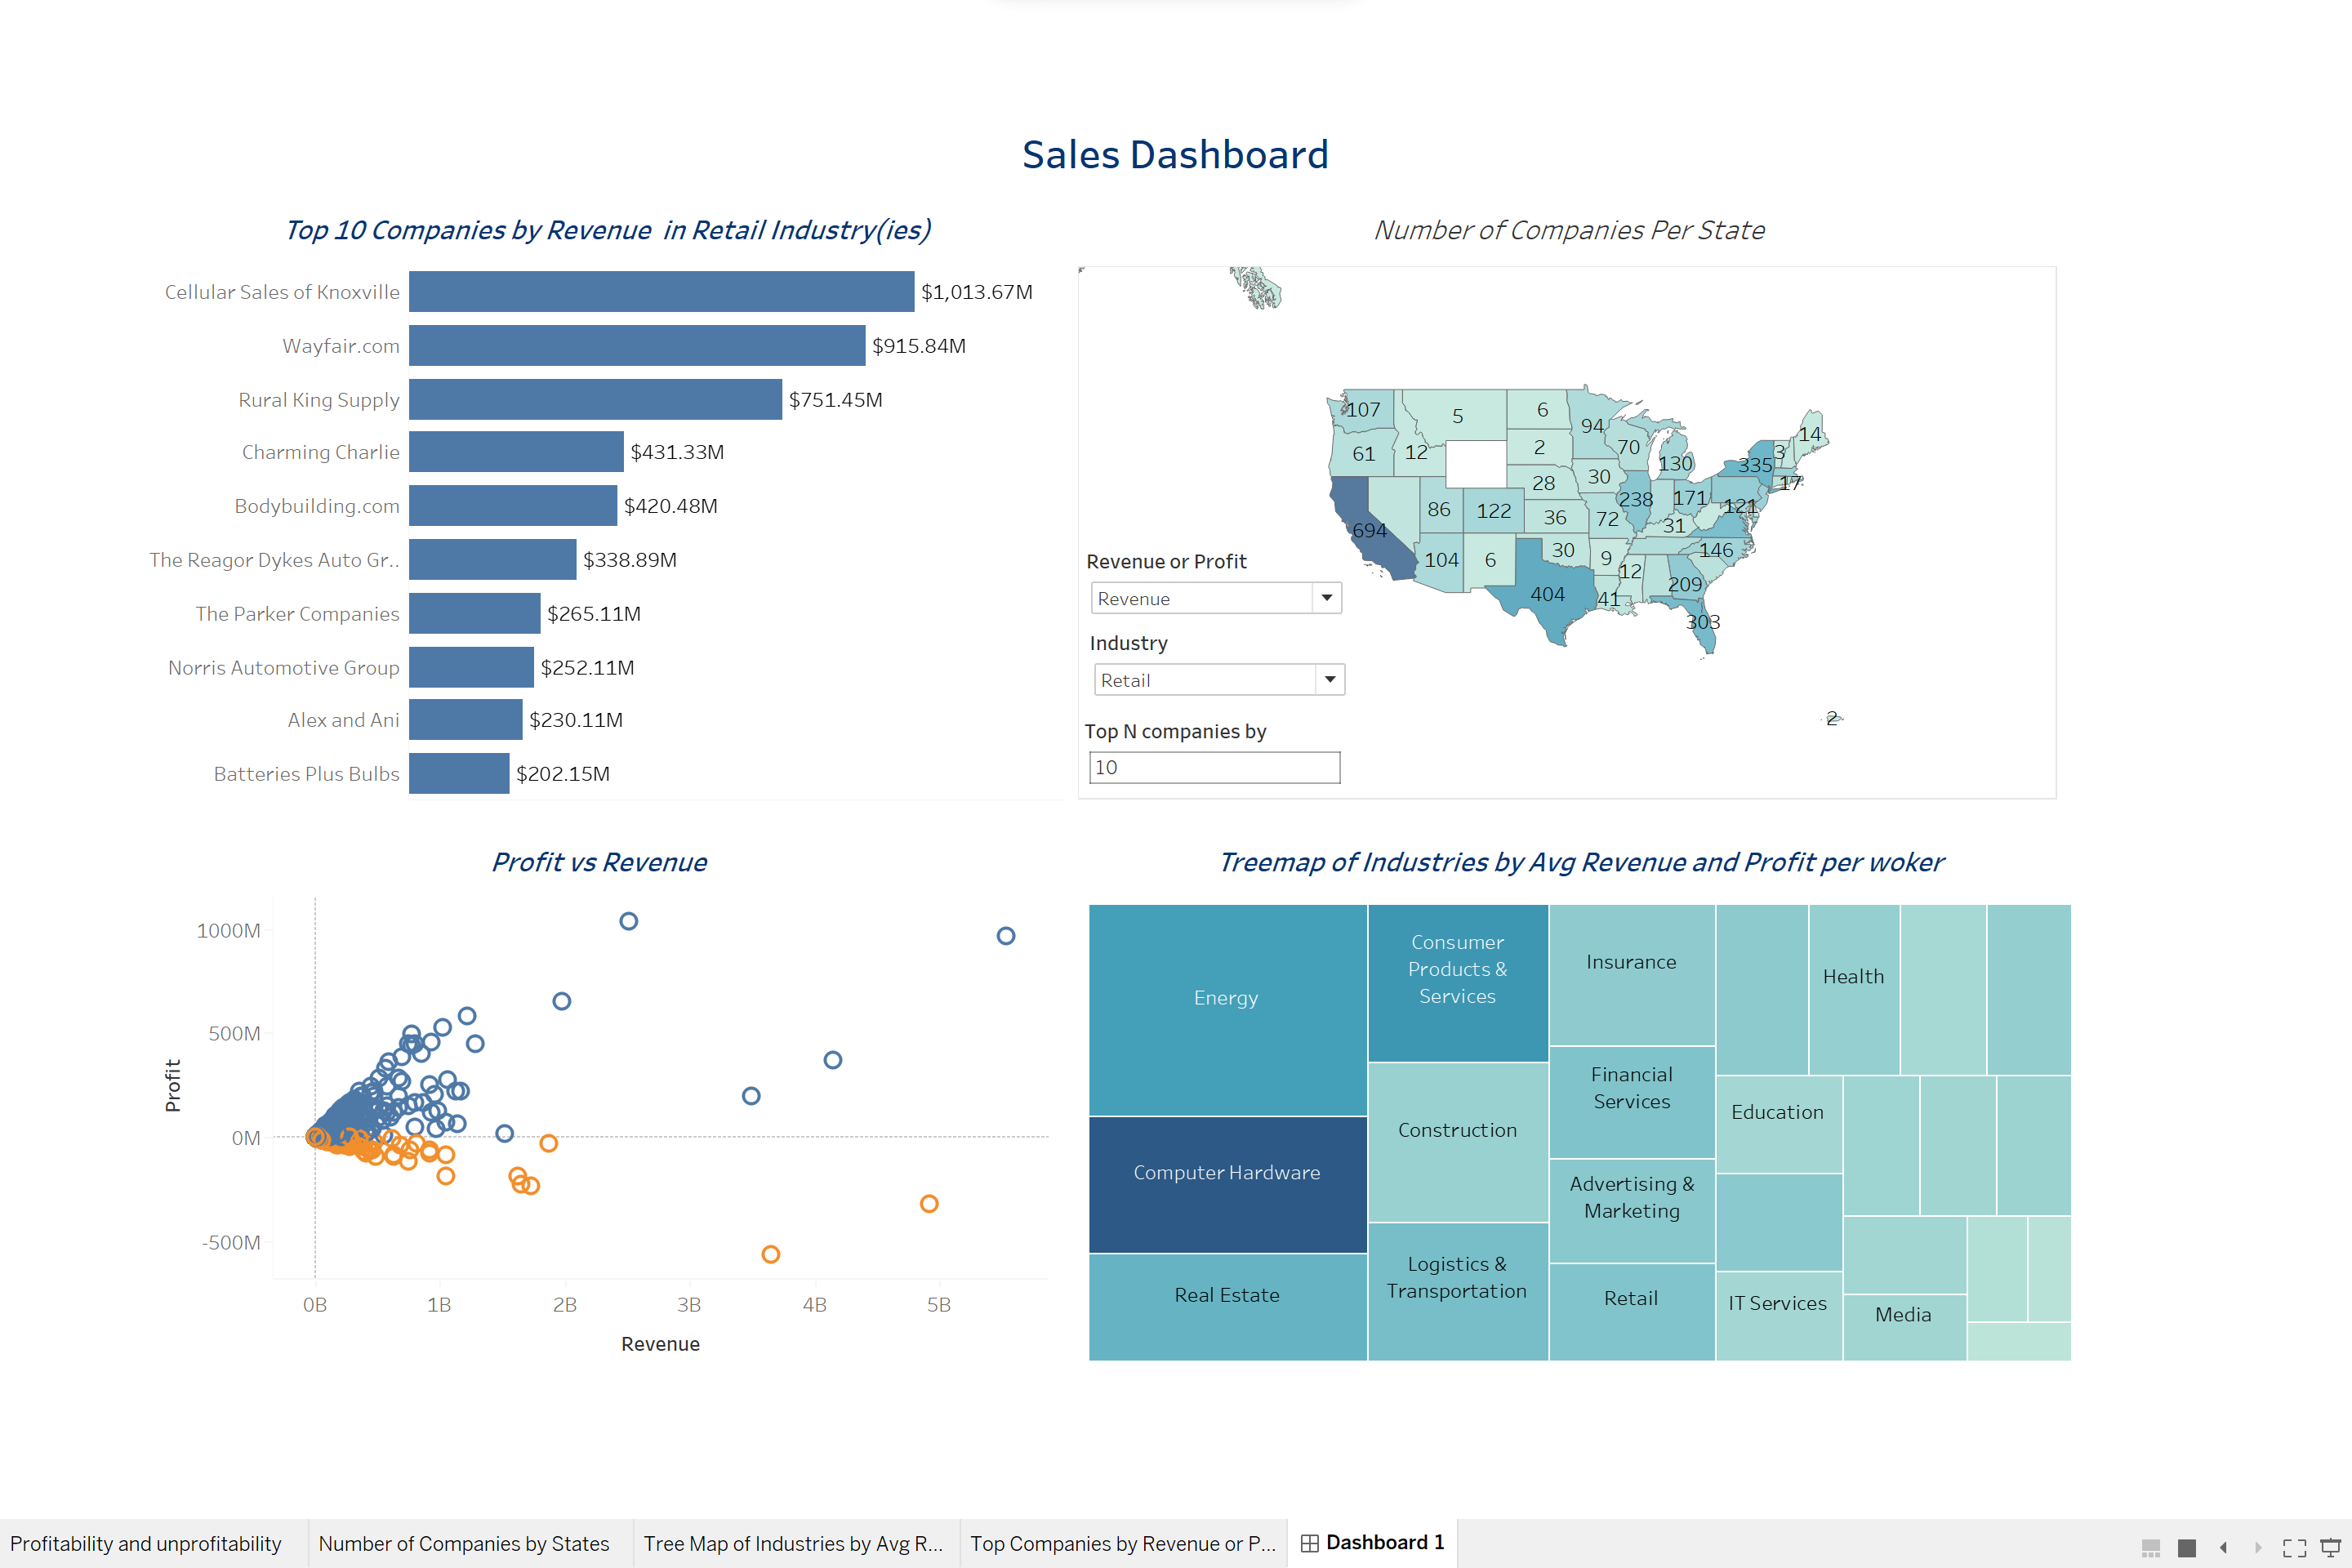 Sales Dashboard
Top 10 Companies by Revenue in Retail Industry(ies)
Cellular Sales of Knoxville $1,013.67M
Wayfair.com $915.84M
Rural King Supply $751.45M
Charming Charlie $431.33M
Bodybuilding.com $420.48M
The Reagor Dykes Auto Gr.. $338.89M
The Parker Companies $265.11M
Norris Automotive Group $252.11M
Alex and Ani $230.11M
Batteries Plus Bulbs $202.15M
Number of Companies Per State
107 5 6 94 14
61 12 2 70 130 335 3
28 30 17
86 122 36 72 238 171 121
694 31
104 6 30 9 146
404 41 12 209
303
2
Revenue or Profit
Revenue
Industry
Retail
Top N companies by
10
Profit vs Revenue
1000M
500M
0M
-500M
Profit
0B 1B 2B 3B 4B 5B
Revenue
Treemap of Industries by Avg Revenue and Profit per woker
Energy
Computer Hardware
Real Estate
Consumer
Products &
Services
Construction
Logistics &
Transportation
Insurance
Financial
Services
Advertising &
Marketing
Retail
Health
Education
IT Services
Media
Profitability and unprofitability
Number of Companies by States
Tree Map of Industries by Avg R...
Top Companies by Revenue or P...
Dashboard 1